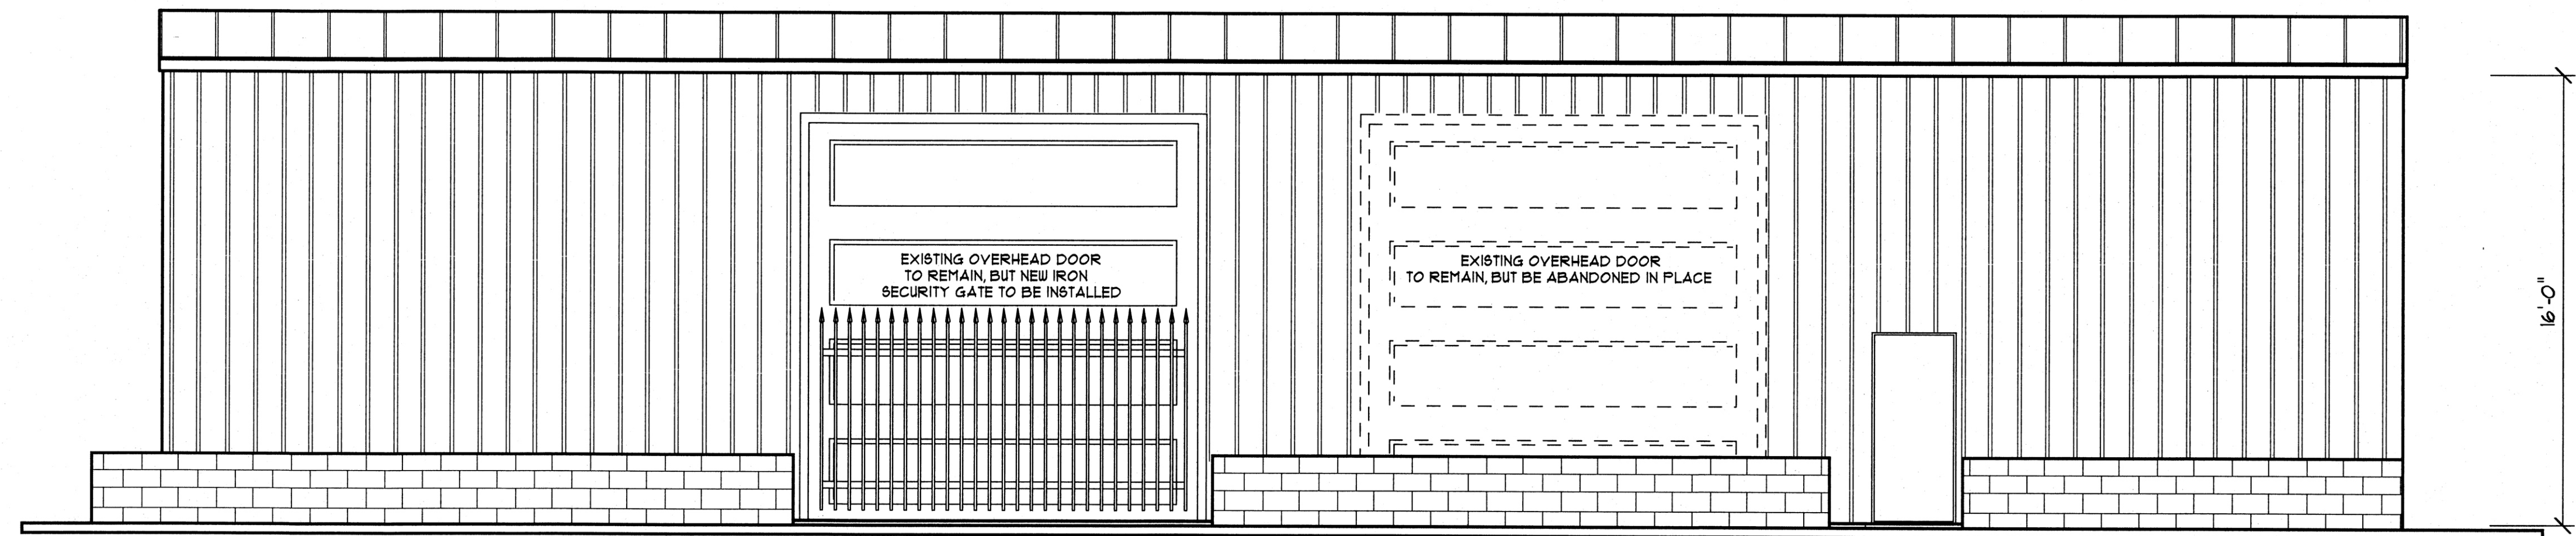 EXISTING OVERHEAD DOOR
TO REMAIN, BUT NEW IRON
SECURITY GATE TO BE INSTALLED
EXISTING OVERHEAD DOOR
TO REMAIN, BUT BE ABANDONED IN PLACE
16'-0"